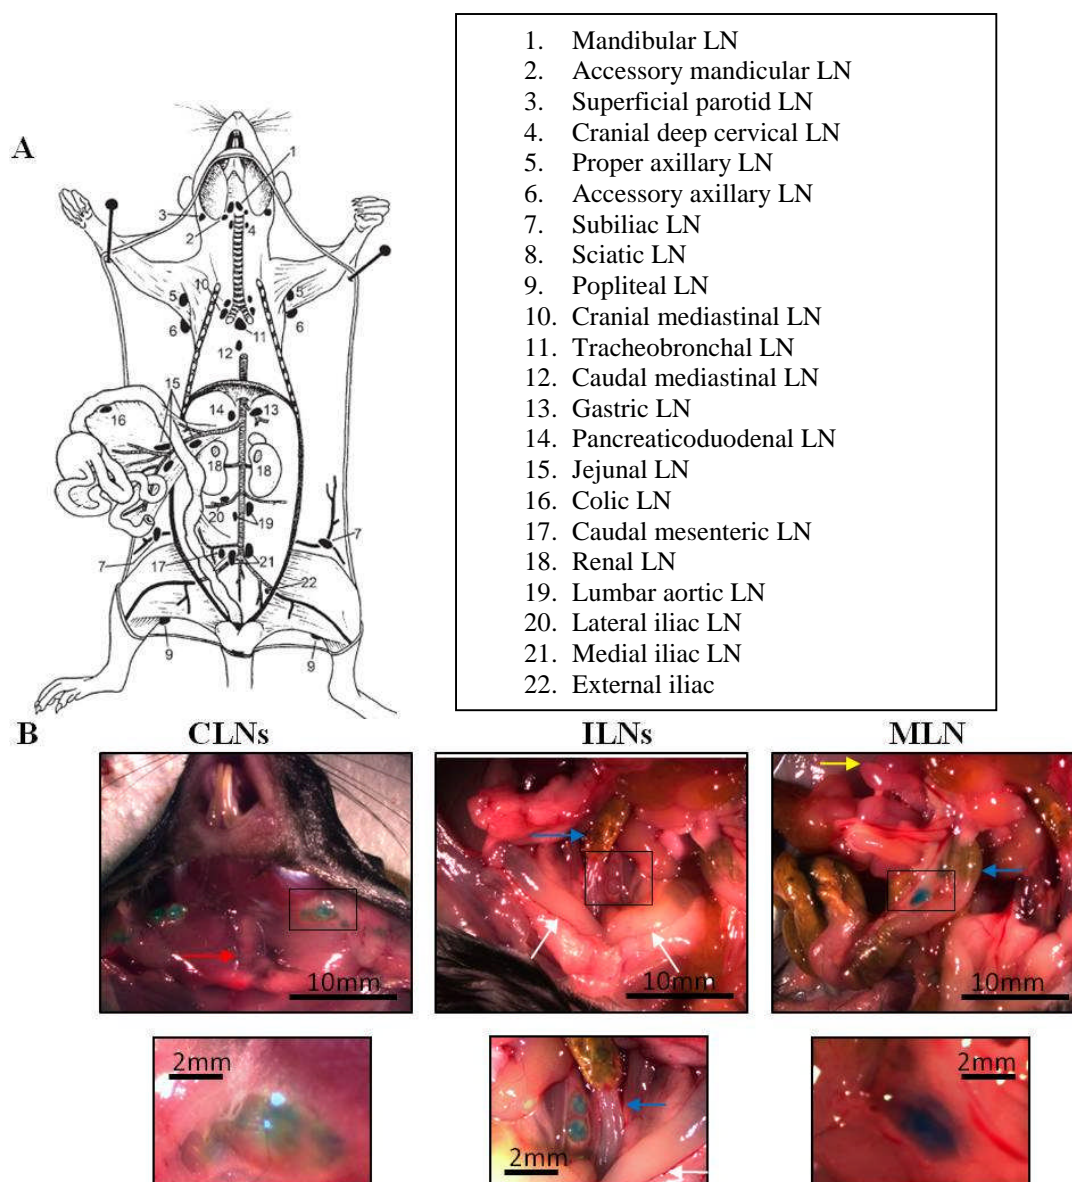 A
1. Mandibular LN
2. Accessory mandicular LN
3. Superficial parotid LN
4. Cranial deep cervical LN
5. Proper axillary LN
6. Accessory axillary LN
7. Subiliac LN
8. Sciatic LN
9. Popliteal LN
10. Cranial mediastinal LN
11. Tracheobronchal LN
12. Caudal mediastinal LN
13. Gastric LN
14. Pancreaticoduodenal LN
15. Jejunal LN
16. Colic LN
17. Caudal mesenteric LN
18. Renal LN
19. Lumbar aortic LN
20. Lateral iliac LN
21. Medial iliac LN
22. External iliac
1
3
2
4
10
5
5
6
6
11
12
15
16
14
13
18
18
20
19
7
7
17
21
22
9
9
B
CLNs
ILNs
MLN
10mm
10mm
10mm
2mm
2mm
2mm